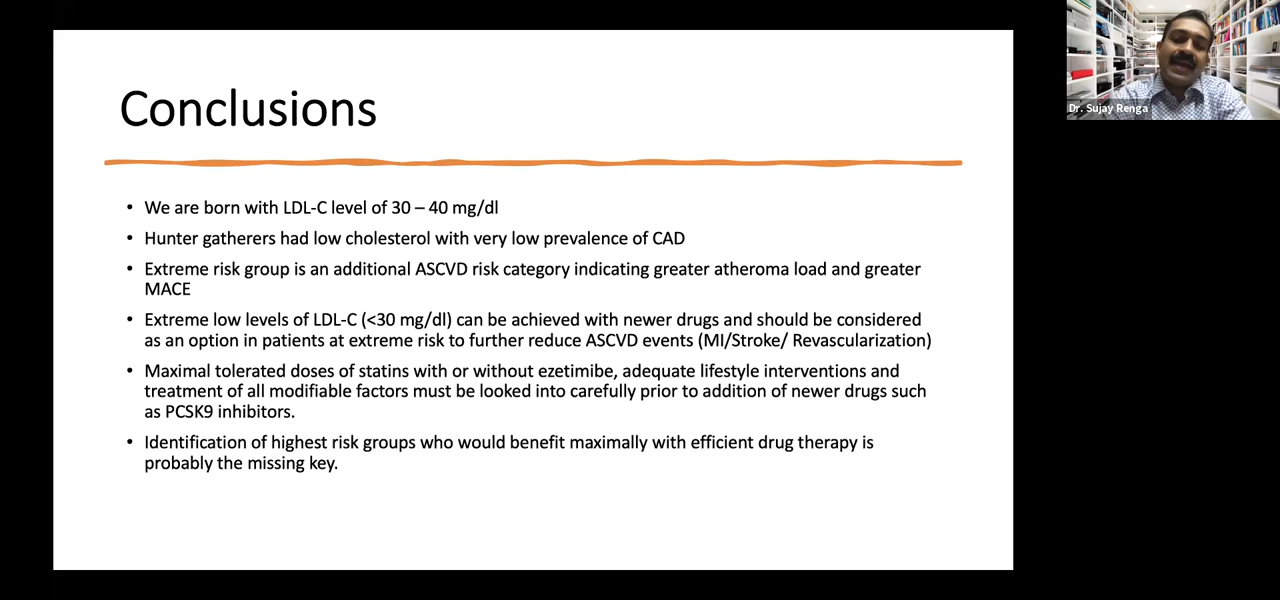 Conclusions
• We are born with LDL-C level of 30 – 40 mg/dl
• Hunter gatherers had low cholesterol with very low prevalence of CAD
• Extreme risk group is an additional ASCVD risk category indicating greater atheroma load and greater
MACE
• Extreme low levels of LDL-C (<30 mg/dl) can be achieved with newer drugs and should be considered
as an option in patients at extreme risk to further reduce ASCVD events (MI/Stroke/ Revascularization)
• Maximal tolerated doses of statins with or without ezetimibe, adequate lifestyle interventions and
treatment of all modifiable factors must be looked into carefully prior to addition of newer drugs such
as PCSK9 inhibitors.
• Identification of highest risk groups who would benefit maximally with efficient drug therapy is
probably the missing key.
Dr. Sujay Renga